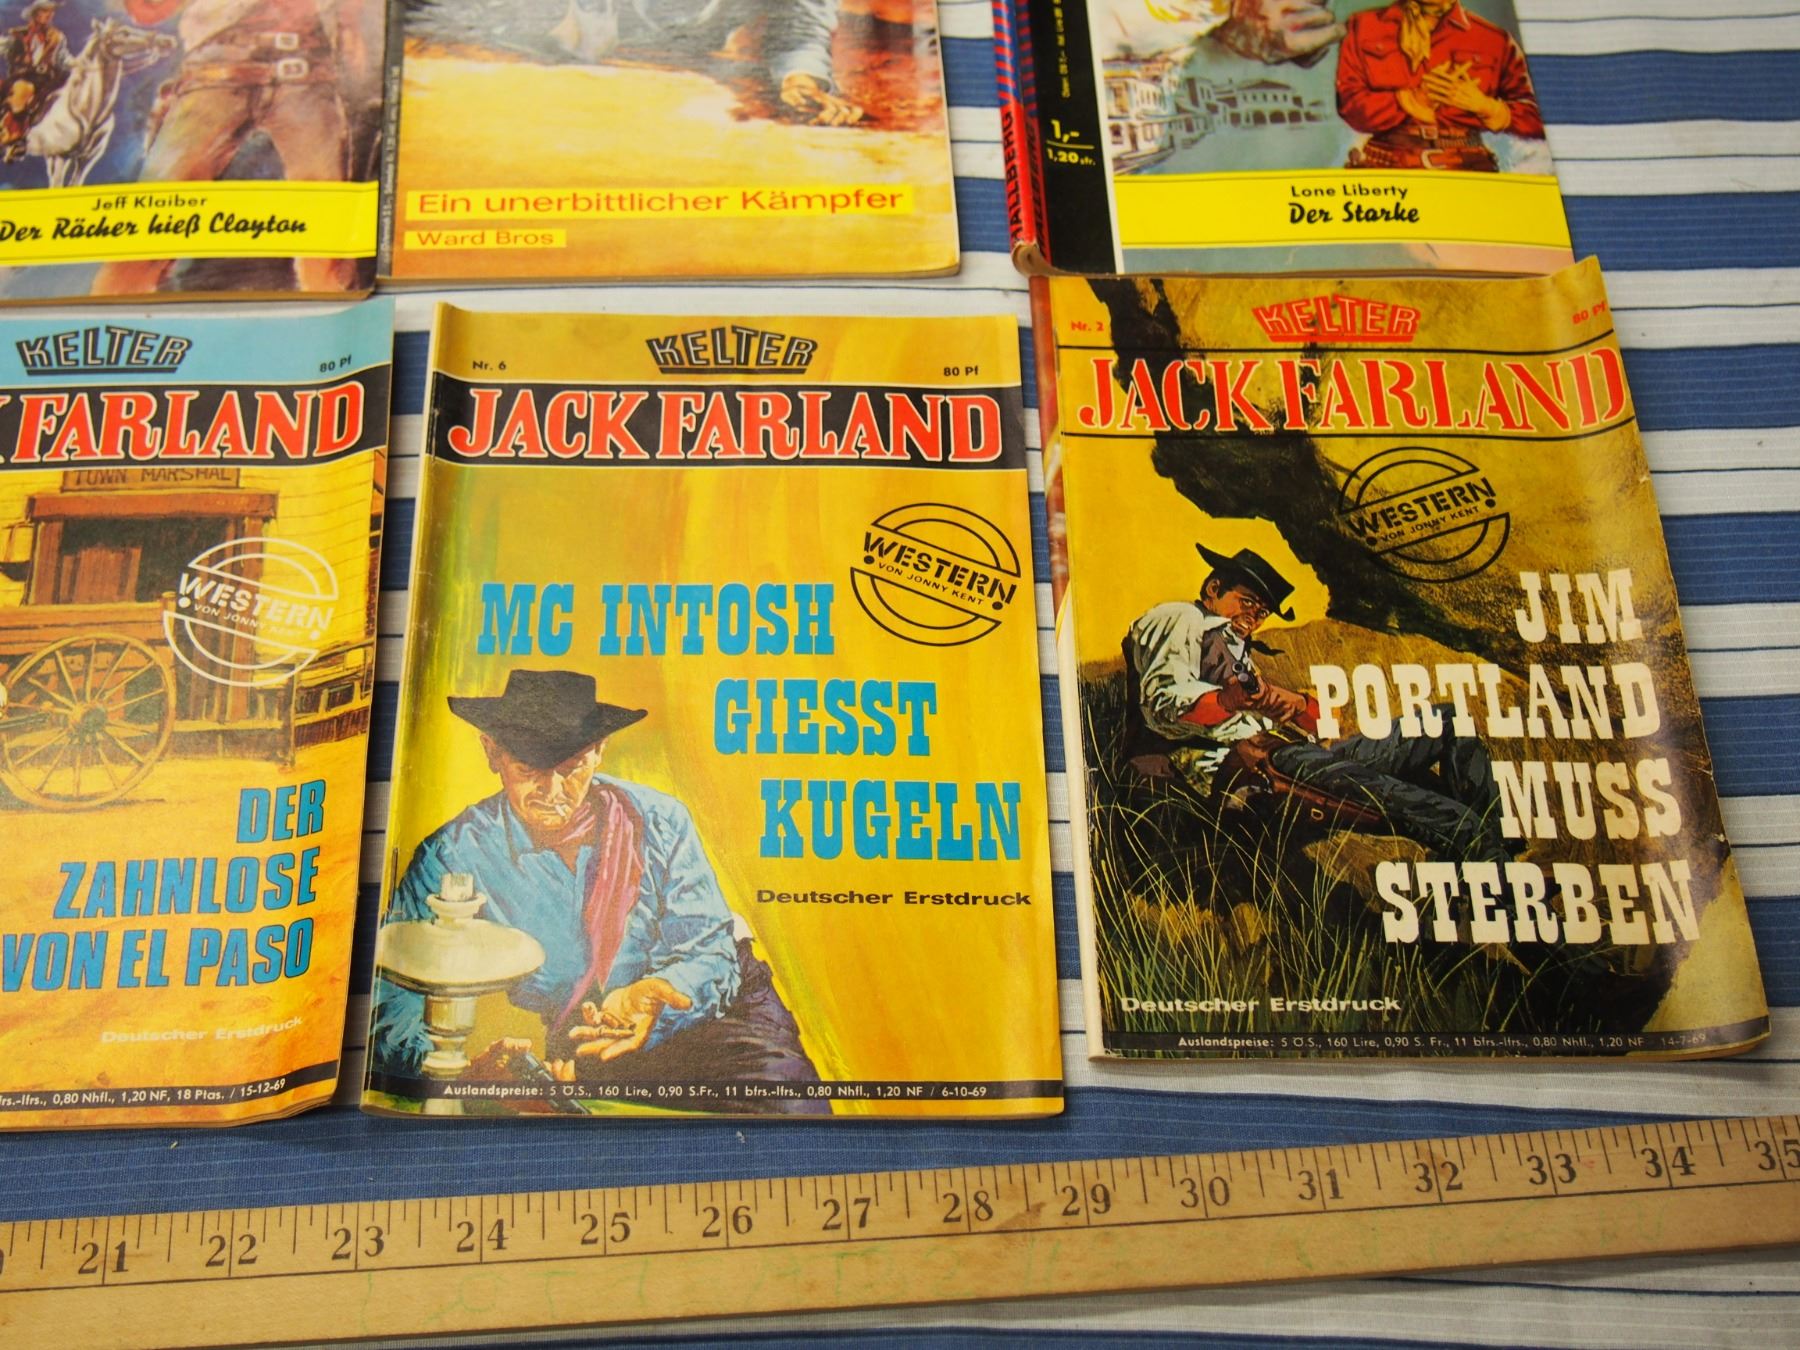 Jeff Klaiber
Der Rächer hieß Clayton
Ein unerbittlicher Kämpfer
Ward Bros
1,-
1,20 sfr.
Lone Liberty
Der Starke
KELTER
80 Pf
FARLAND
TOWN MARSHAL
WESTERN
VON JONNY KENT
DER
ZAHNLOSE
VON EL PASO
Deutscher Erstdruck
0,80 Nhfl., 1,20 NF, 18 Ptas. / 15-12-69
Nr. 6
KELTER
80 Pf
JACK FARLAND
WESTERN
VON JONNY KENT
MC INTOSH
GIESST
KUGELN
Deutscher Erstdruck
Auslandspreise: 5 Ö.S., 160 Lire, 0,90 S.Fr., 11 bfrs.-lfrs., 0,80 Nhfl., 1,20 NF / 6-10-69
Nr. 2
KELTER
80 Pf
JACK FARLAND
WESTERN
VON JONNY KENT
JIM
PORTLAND
MUSS
STERBEN
Deutscher Erstdruck
Auslandspreise: 5 Ö.S., 160 Lire, 0,90 S. Fr., 11 bfrs.-lfrs., 0,80 Nhfl., 1,20 NF 14-7-69
21 22 23 24 25 26 27 28 29 30 31 32 33 34 35